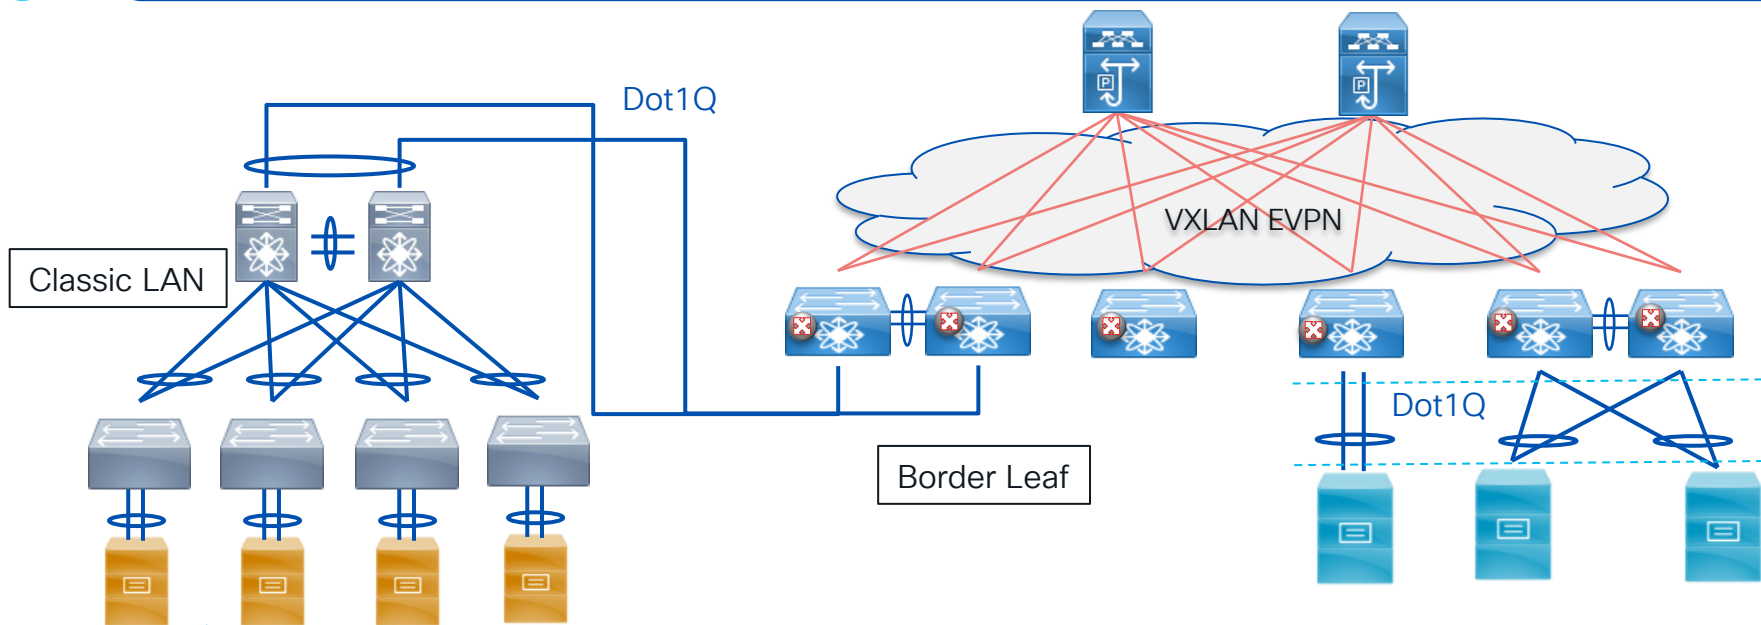 Dot1Q
P
P
VXLAN EVPN
Classic LAN
Dot1Q
Border Leaf